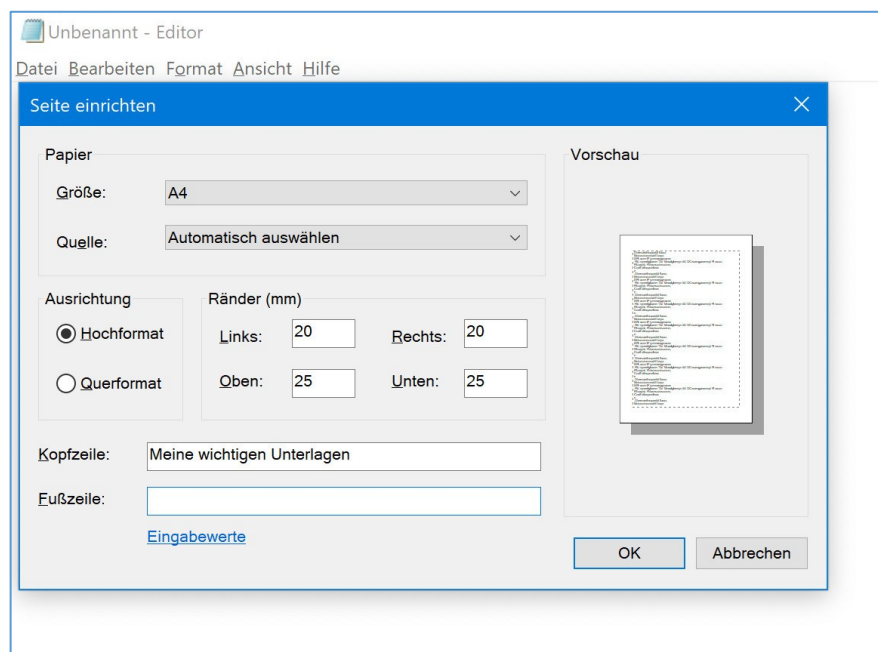 Unbenannt - Editor
Datei Bearbeiten Format Ansicht Hilfe
Seite einrichten
Papier
Größe: A4
Quelle: Automatisch auswählen
Vorschau
Ausrichtung
Hochformat
Querformat
Ränder (mm)
Links: 20 Rechts: 20
Oben: 25 Unten: 25
Kopfzeile: Meine wichtigen Unterlagen
Fußzeile:
Eingabewerte
OK Abbrechen